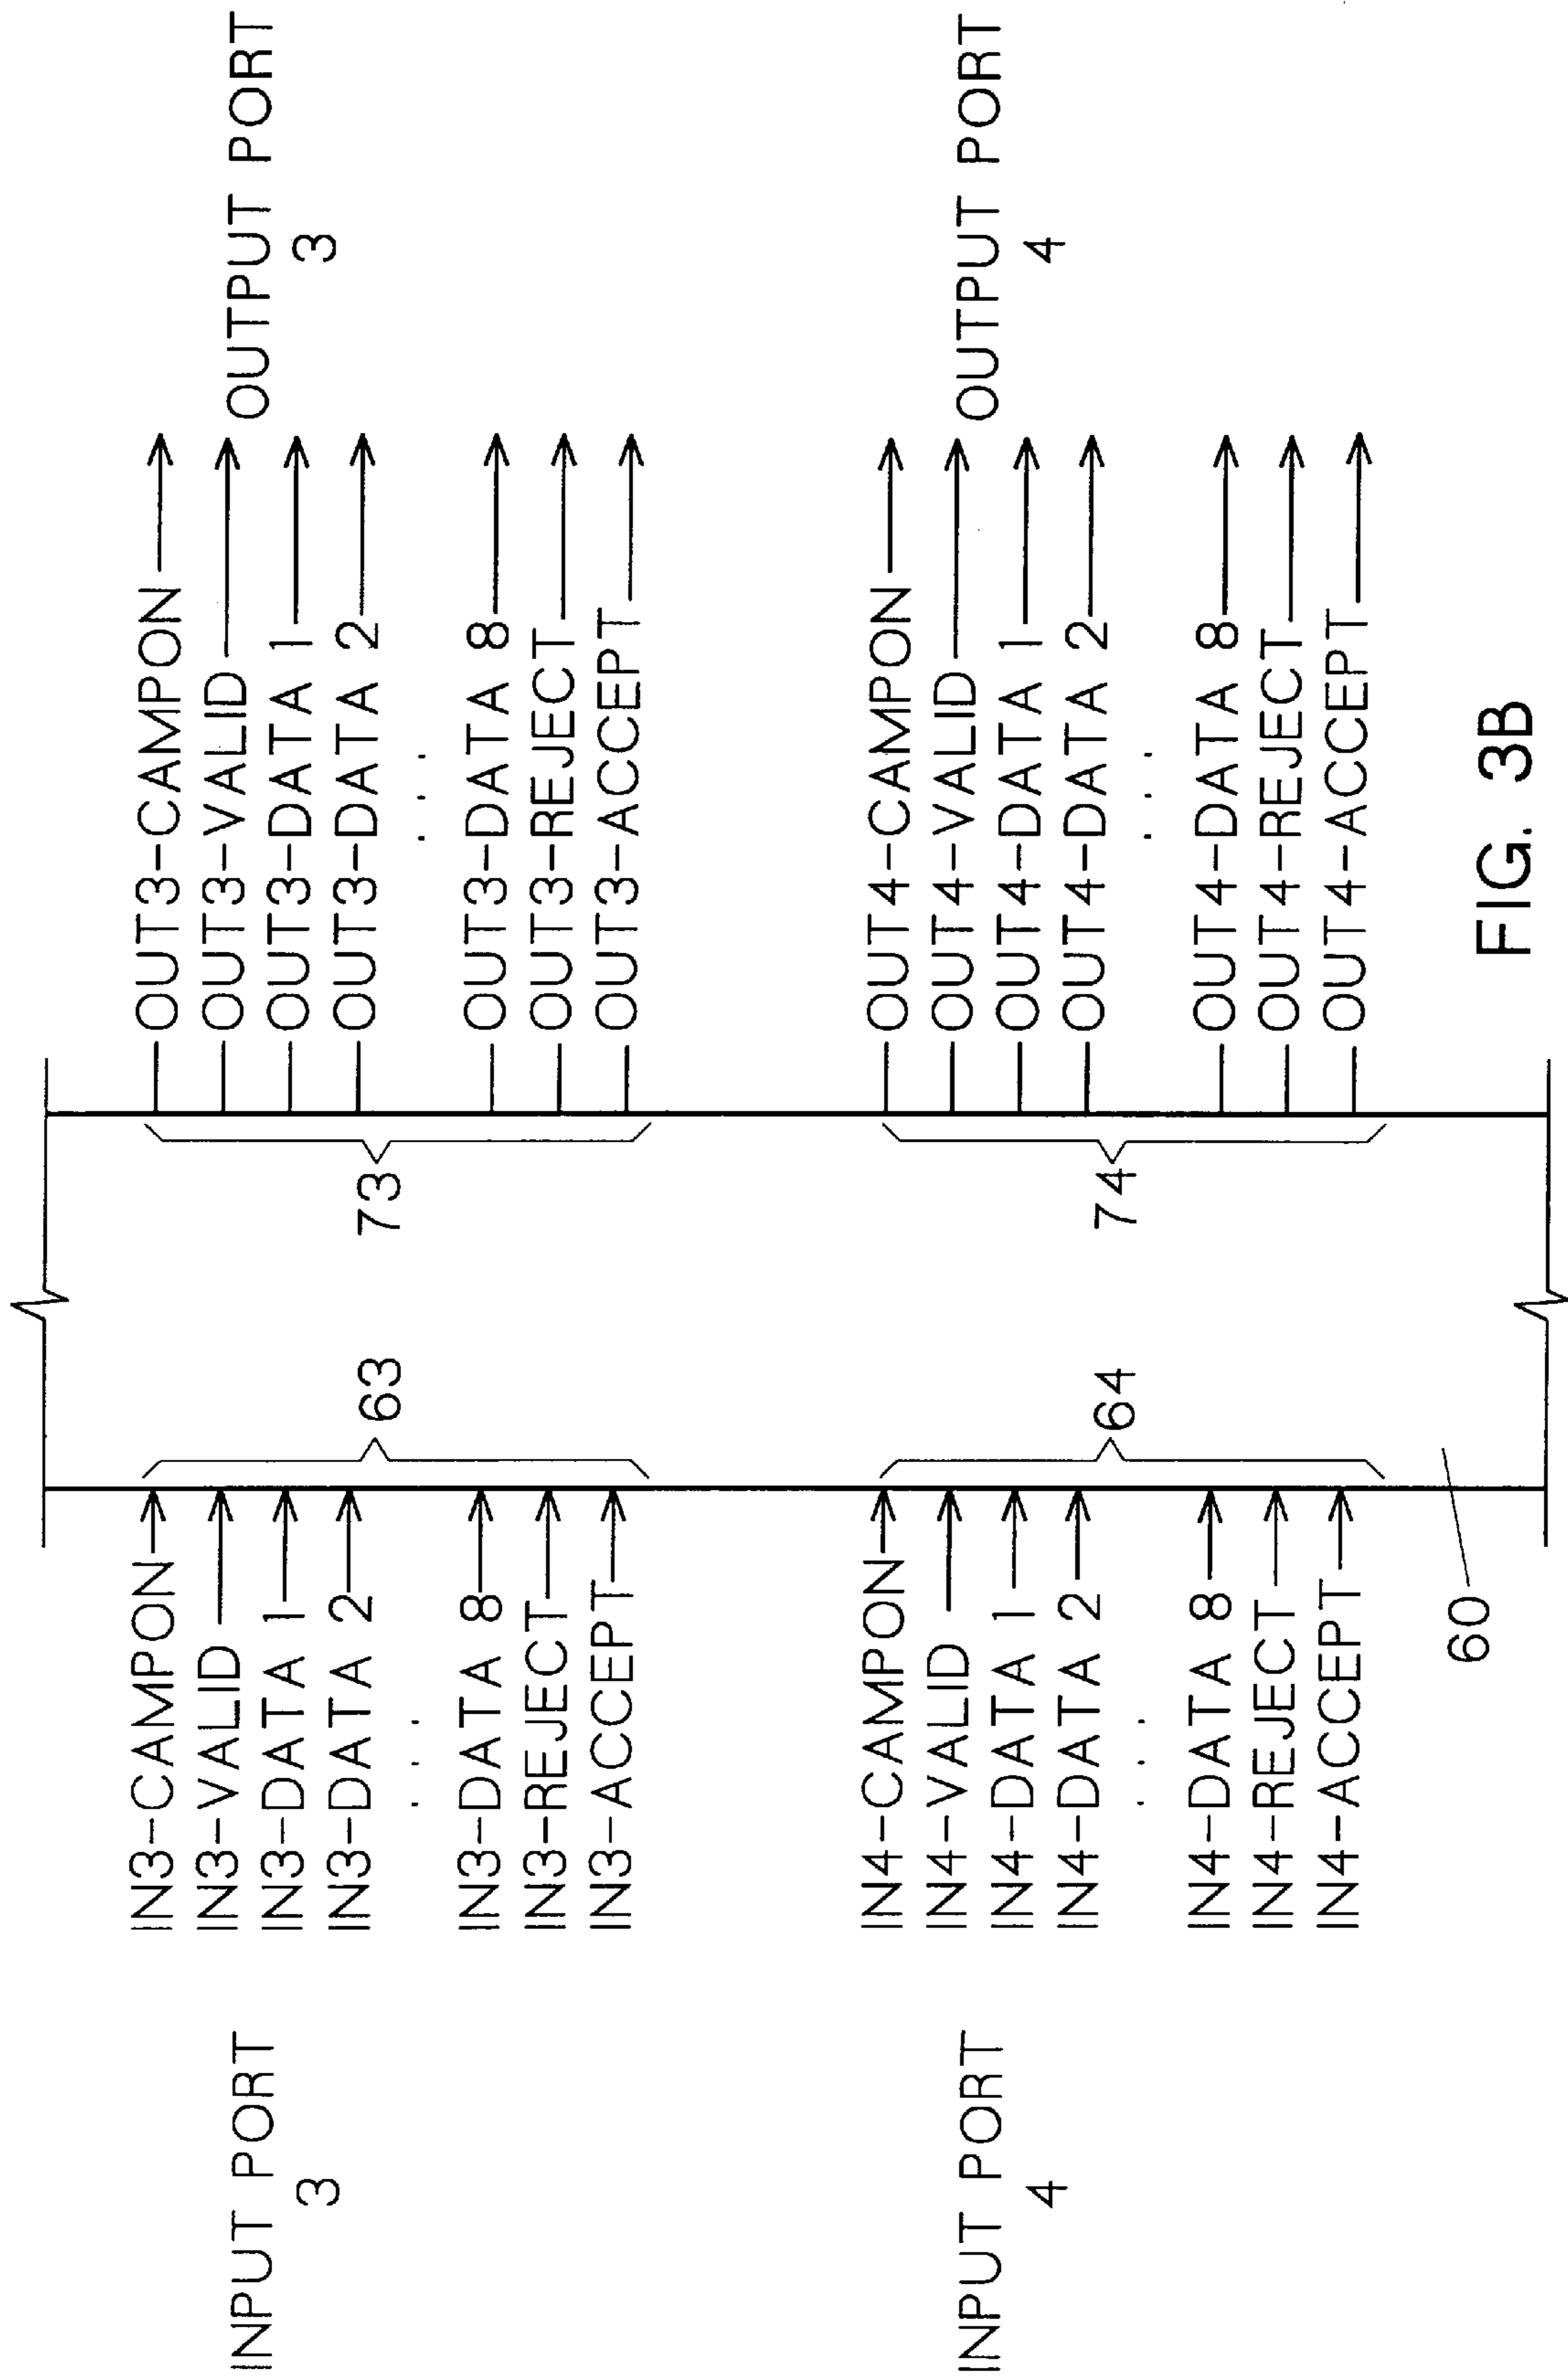 INPUT PORT
3
IN3-CAMPON
IN3-VALID
IN3-DATA 1
IN3-DATA 2
IN3-DATA 8
IN3-REJECT
IN3-ACCEPT
63
73
OUT3-CAMPON
OUT3-VALID
OUT3-DATA 1
OUT3-DATA 2
OUT3-DATA 8
OUT3-REJECT
OUT3-ACCEPT
OUTPUT PORT
3
INPUT PORT
4
IN4-CAMPON
IN4-VALID
IN4-DATA 1
IN4-DATA 2
IN4-DATA 8
IN4-REJECT
IN4-ACCEPT
64
74
OUT4-CAMPON
OUT4-VALID
OUT4-DATA 1
OUT4-DATA 2
OUT4-DATA 8
OUT4-REJECT
OUT4-ACCEPT
OUTPUT PORT
4
60
FIG. 3B